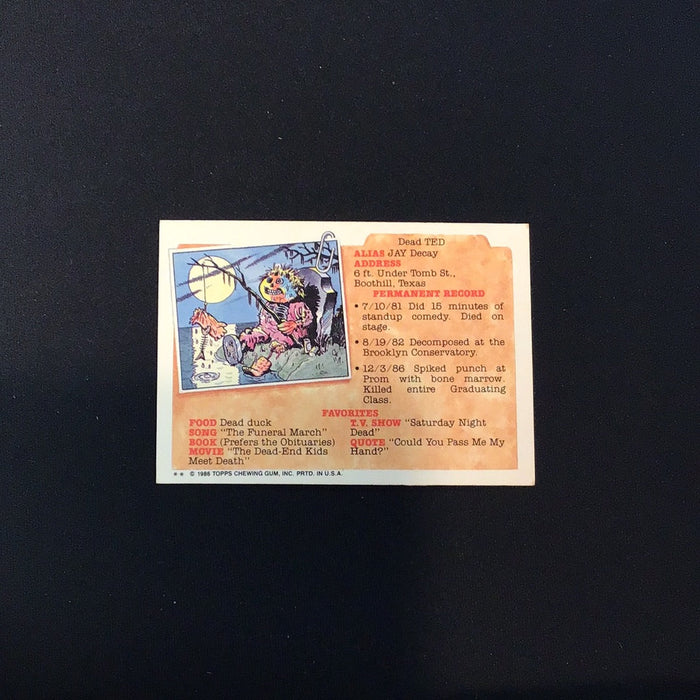 Dead TED
ALIAS JAY Decay
ADDRESS
6 ft. Under Tomb St.,
Boothill, Texas
PERMANENT RECORD
• 7/10/81 Did 15 minutes of
standup comedy. Died on
stage.
• 8/19/82 Decomposed at the
Brooklyn Conservatory.
• 12/3/86 Spiked punch at
Prom with bone marrow.
Killed entire Graduating
Class.
FAVORITES
FOOD Dead duck
SONG "The Funeral March"
BOOK (Prefers the Obituaries)
MOVIE "The Dead-End Kids
Meet Death"
T.V. SHOW "Saturday Night
Dead"
QUOTE "Could You Pass Me My
Hand?"
** © 1986 TOPPS CHEWING GUM, INC. PRTD. IN U.S.A.